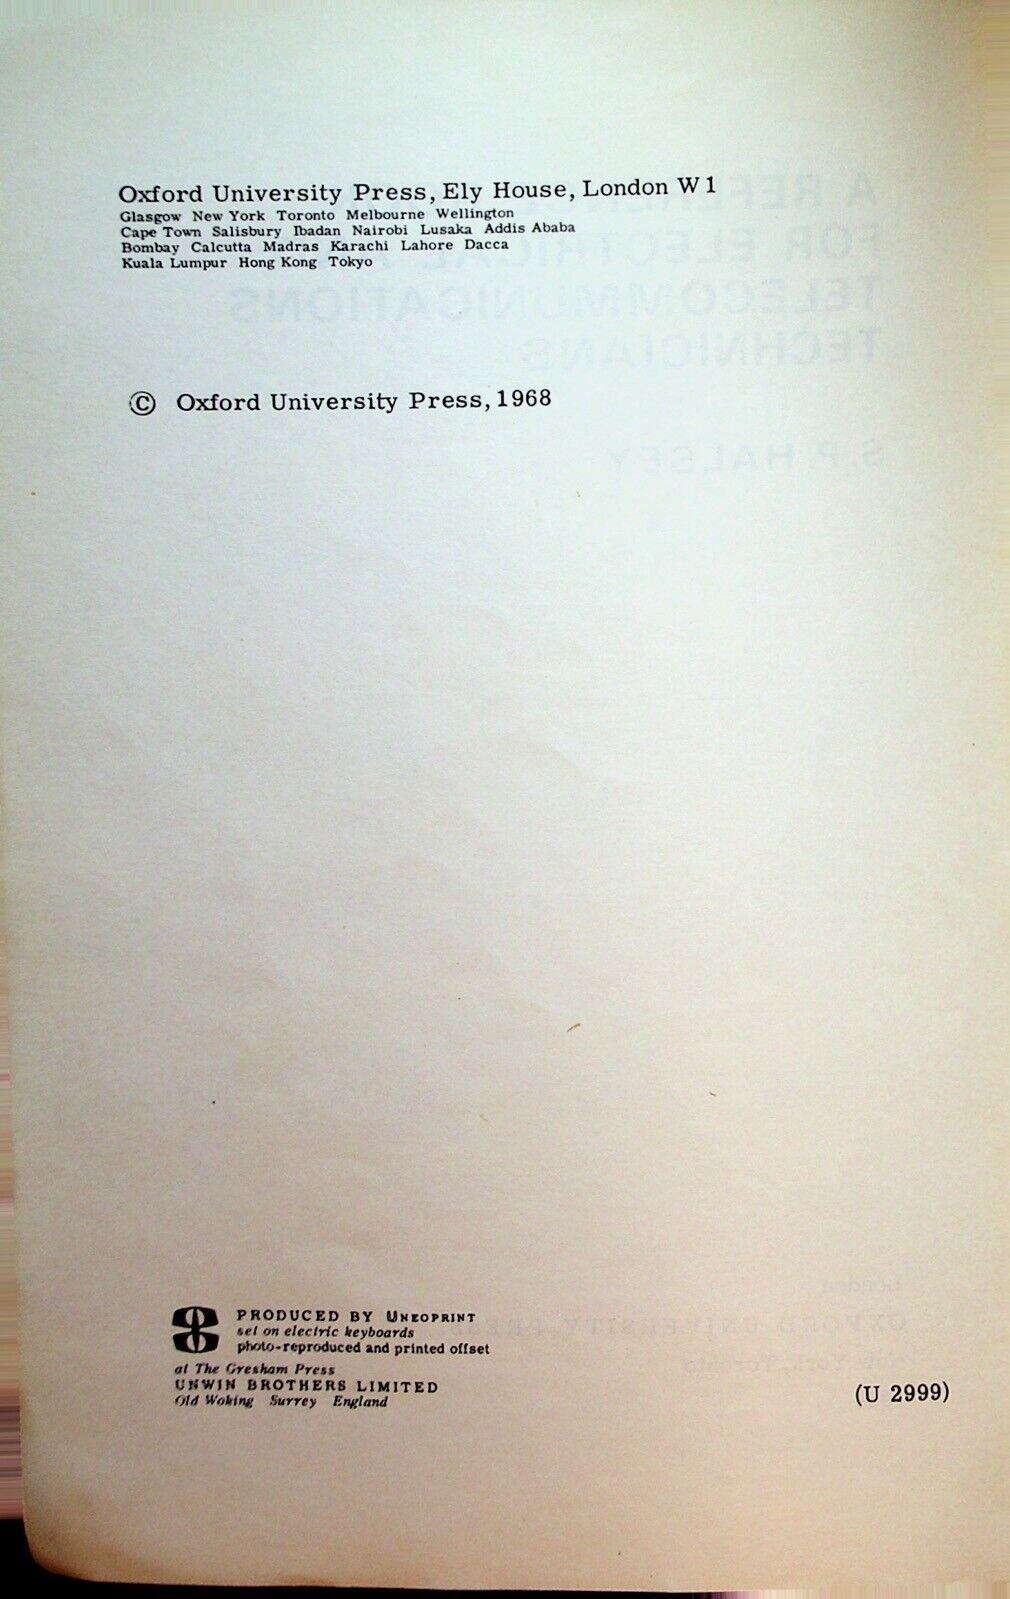 Oxford University Press, Ely House, London W1
Glasgow New York Toronto Melbourne Wellington
Cape Town Salisbury Ibadan Nairobi Lusaka Addis Ababa
Bombay Calcutta Madras Karachi Lahore Dacca
Kuala Lumpur Hong Kong Tokyo
© Oxford University Press, 1968
PRODUCED BY UNEOPRINT
set on electric keyboards
photo-reproduced and printed offset
at The Gresham Press
UNWIN BROTHERS LIMITED
Old Woking Surrey England
(U 2999)
TELECOMMUNICATIONS
TECHNICIANS
S.P. HALSEY